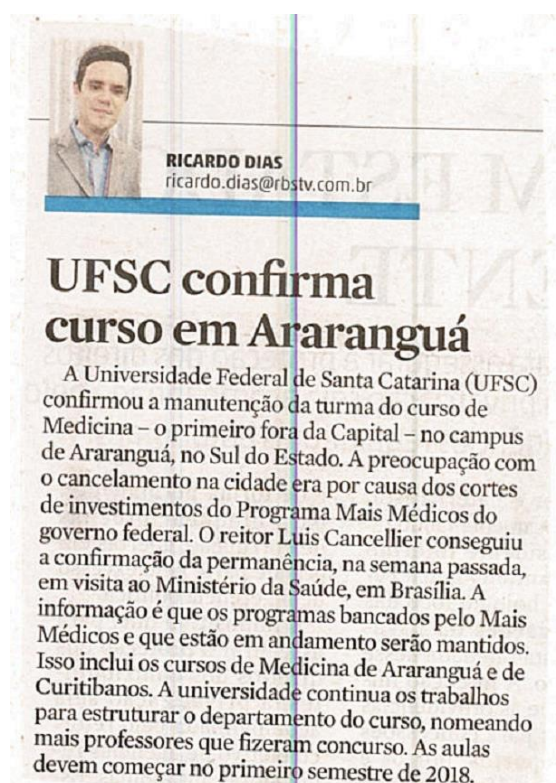 RICARDO DIAS
ricardo.dias@rbstv.com.br
UFSC confirma
curso em Araranguá
A Universidade Federal de Santa Catarina (UFSC)
confirmou a manutenção da turma do curso de
Medicina – o primeiro fora da Capital – no campus
de Araranguá, no Sul do Estado. A preocupação com
o cancelamento na cidade era por causa dos cortes
de investimentos do Programa Mais Médicos do
governo federal. O reitor Luis Cancellier conseguiu
a confirmação da permanência, na semana passada,
em visita ao Ministério da Saúde, em Brasília. A
informação é que os programas bancados pelo Mais
Médicos e que estão em andamento serão mantidos.
Isso inclui os cursos de Medicina de Araranguá e de
Curitibanos. A universidade continua os trabalhos
para estruturar o departamento do curso, nomeando
mais professores que fizeram concurso. As aulas
devem começar no primeiro semestre de 2018.